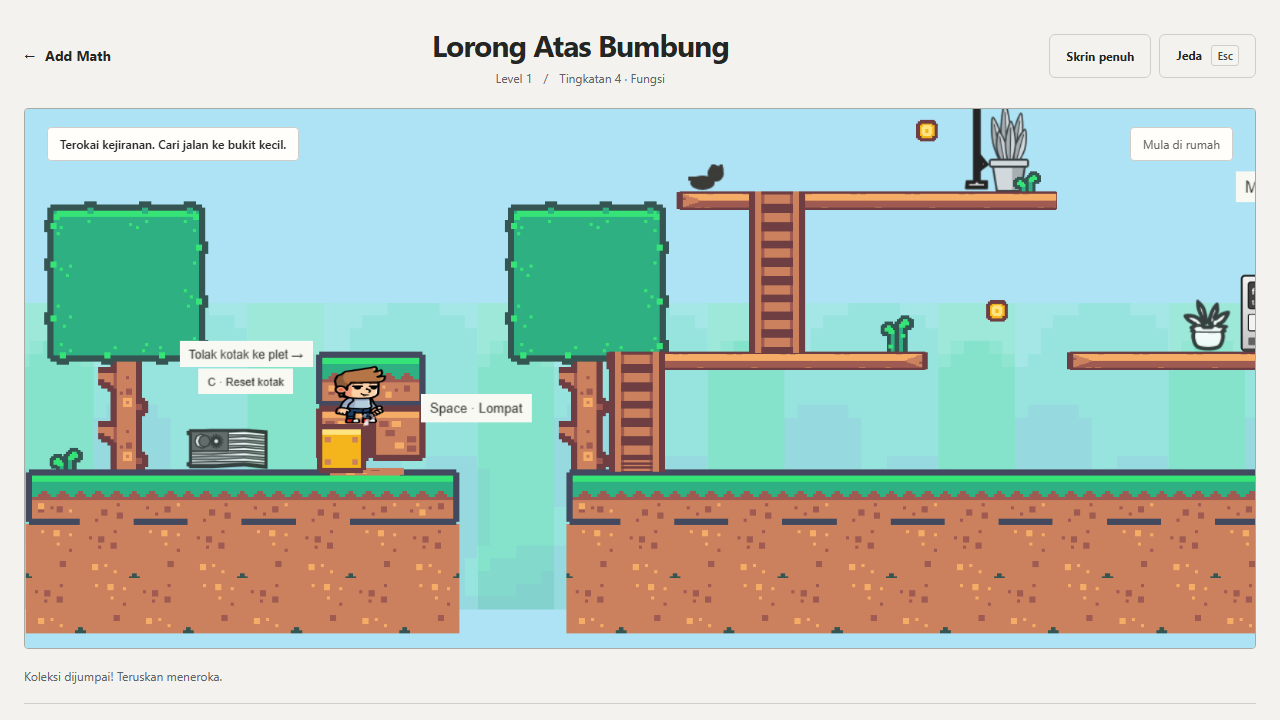 ← Add Math
Lorong Atas Bumbung
Level 1 / Tingkatan 4 · Fungsi
Skrin penuh
Jeda Esc
Terokai kejiranan. Cari jalan ke bukit kecil.
Mula di rumah
M
Tolak kotak ke plet →
C · Reset kotak
Space · Lompat
Koleksi dijumpai! Teruskan meneroka.